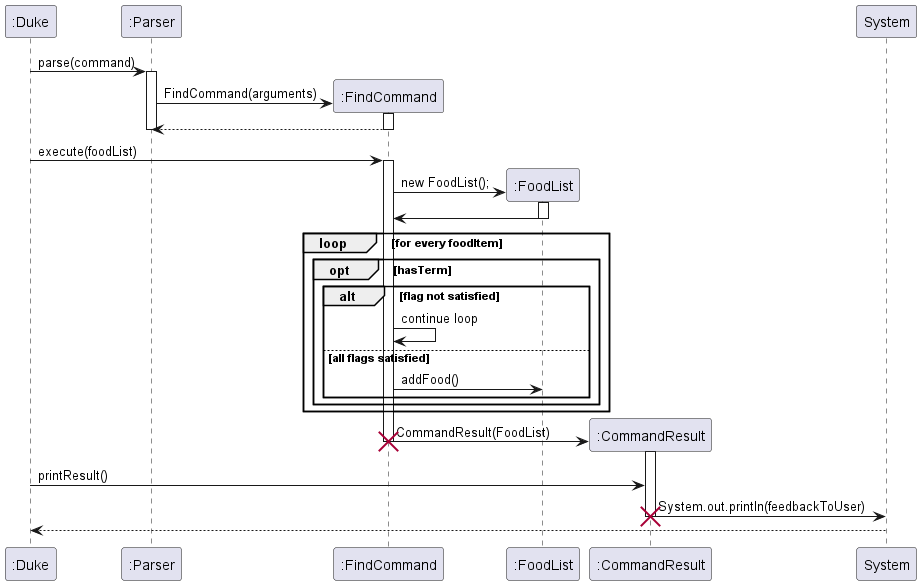 :Duke
:Parser
System
parse(command)
FindCommand(arguments)
:FindCommand
execute(foodList)
new FoodList();
:FoodList
loop
[for every foodItem]
opt
[hasTerm]
alt
[flag not satisfied]
continue loop
[all flags satisfied]
addFood()
CommandResult(FoodList)
:CommandResult
printResult()
System.out.println(feedbackToUser)
:Duke
:Parser
:FindCommand
:FoodList
:CommandResult
System